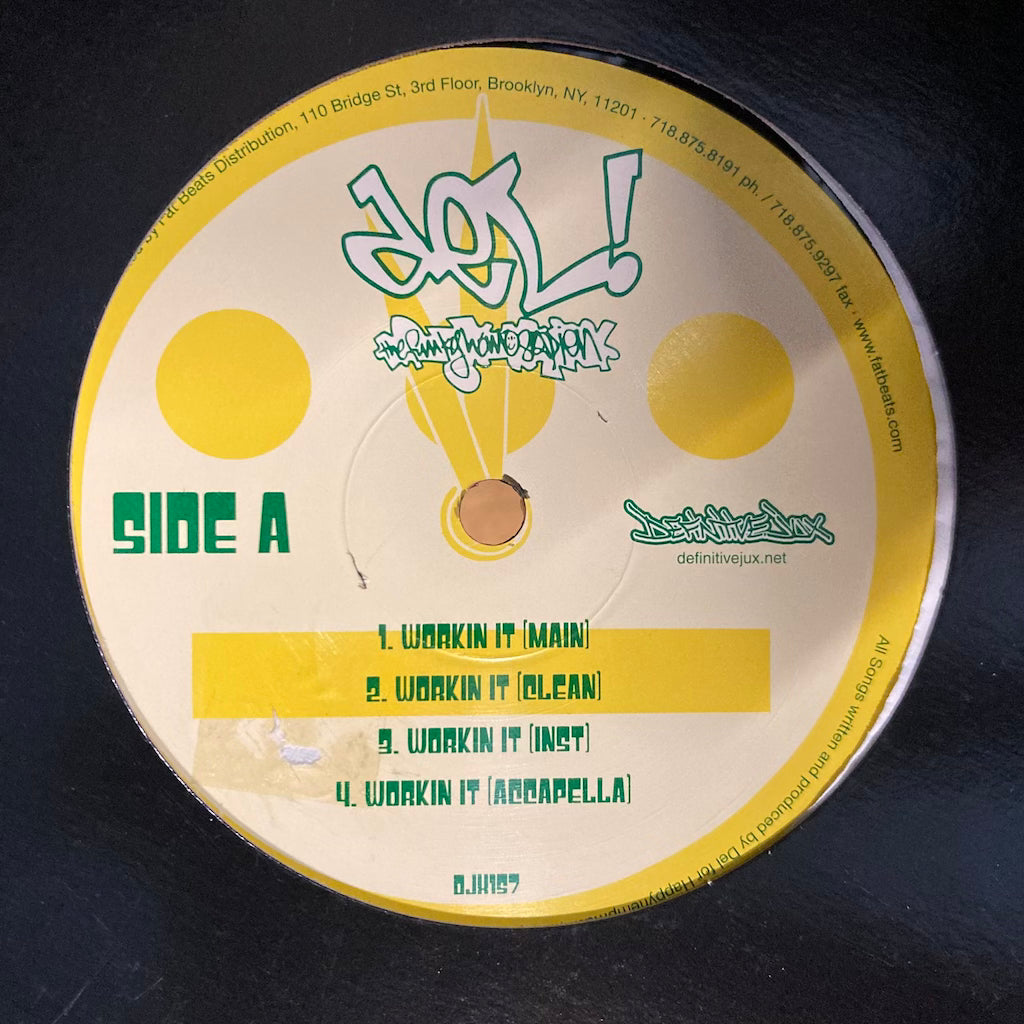 Fat Beats Distribution, 110 Bridge St, 3rd Floor, Brooklyn, NY, 11201 · 718.875.8191 ph. / 718.875.9297 fax · www.fatbeats.com
del!
the funky homosapien
SIDE A
DEFINITIVE JUX
definitivejux.net
1. WORKIN IT (MAIN)
2. WORKIN IT (CLEAN)
3. WORKIN IT (INST)
4. WORKIN IT (ACCAPELLA)
DJX157
All Songs written and produced by Del for